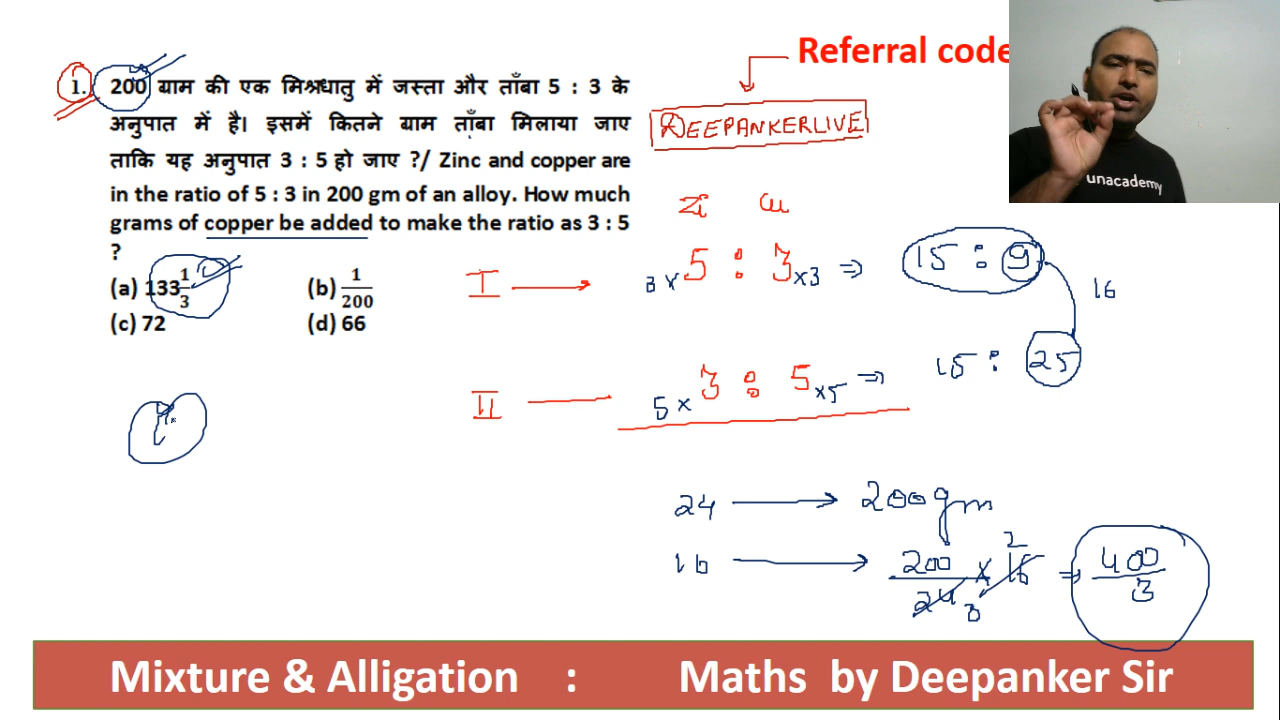 Referral code
DEEPANKERLIVE
1. 200 ग्राम की एक मिश्रधातु में जस्ता और ताँबा 5 : 3 के
अनुपात में है। इसमें कितने ग्राम ताँबा मिलाया जाए
ताकि यह अनुपात 3 : 5 हो जाए ?/ Zinc and copper are
in the ratio of 5 : 3 in 200 gm of an alloy. How much
grams of copper be added to make the ratio as 3 : 5
?
(a) 133 1/3 (b) 1/200
(c) 72 (d) 66
unacademy
Zi Cu
I → 3× 5 : 3 ×3 ⇒ 15 : 9
16
II — 5× 3 : 5 ×5 ⇒ 15 : 25
24 → 200gm
16 → 200/24 × 16 ⇒ 400/3
3 2
Mixture & Alligation : Maths by Deepanker Sir